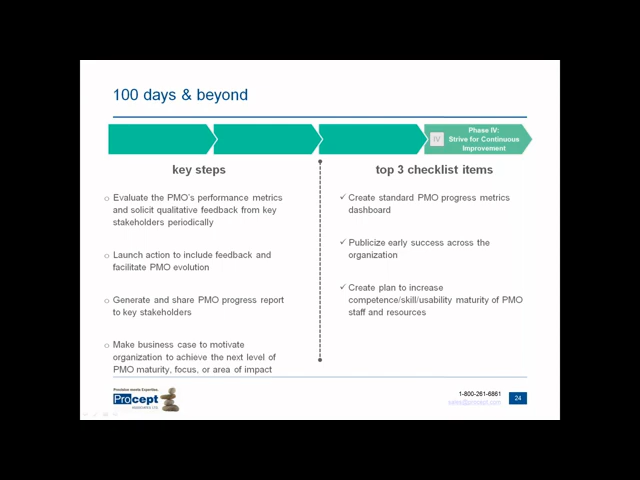 100 days & beyond
IV
Phase IV:
Strive for Continuous
Improvement
key steps
o Evaluate the PMO's performance metrics
and solicit qualitative feedback from key
stakeholders periodically
o Launch action to include feedback and
facilitate PMO evolution
o Generate and share PMO progress report
to key stakeholders
o Make business case to motivate
organization to achieve the next level of
PMO maturity, focus, or area of impact
top 3 checklist items
✓ Create standard PMO progress metrics
dashboard
✓ Publicize early success across the
organization
✓ Create plan to increase
competence/skill/usability maturity of PMO
staff and resources
Precision meets Expertise.
Procept
ASSOCIATES LTD.
1-800-261-6861
sales@procept.com
24